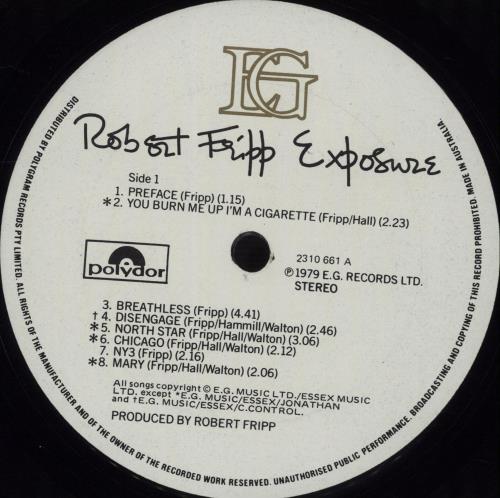 EG
Robert Fripp Exposure
Side 1
1. PREFACE (Fripp) (1.15)
*2. YOU BURN ME UP I'M A CIGARETTE (Fripp/Hall) (2.23)
polydor
2310 661 A
℗1979 E.G. RECORDS LTD.
STEREO
3. BREATHLESS (Fripp) (4.41)
†4. DISENGAGE (Fripp/Hammill/Walton) (2.46)
*5. NORTH STAR (Fripp/Hall/Walton) (3.06)
*6. CHICAGO (Fripp/Hall/Walton) (2.12)
7. NY3 (Fripp) (2.16)
*8. MARY (Fripp/Hall/Walton) (2.06)
All songs copyright © E.G. MUSIC LTD./ESSEX MUSIC
LTD. except *E.G. MUSIC/ESSEX/JONATHAN
and †E.G. MUSIC/ESSEX/C.CONTROL.
PRODUCED BY ROBERT FRIPP
DISTRIBUTED BY POLYGRAM RECORDS PTY LIMITED. ALL RIGHTS OF THE MANUFACTURER AND OF THE OWNER OF THE RECORDED WORK RESERVED. UNAUTHORISED PUBLIC PERFORMANCE, BROADCASTING AND COPYING OF THIS RECORD PROHIBITED. MADE IN AUSTRALIA.